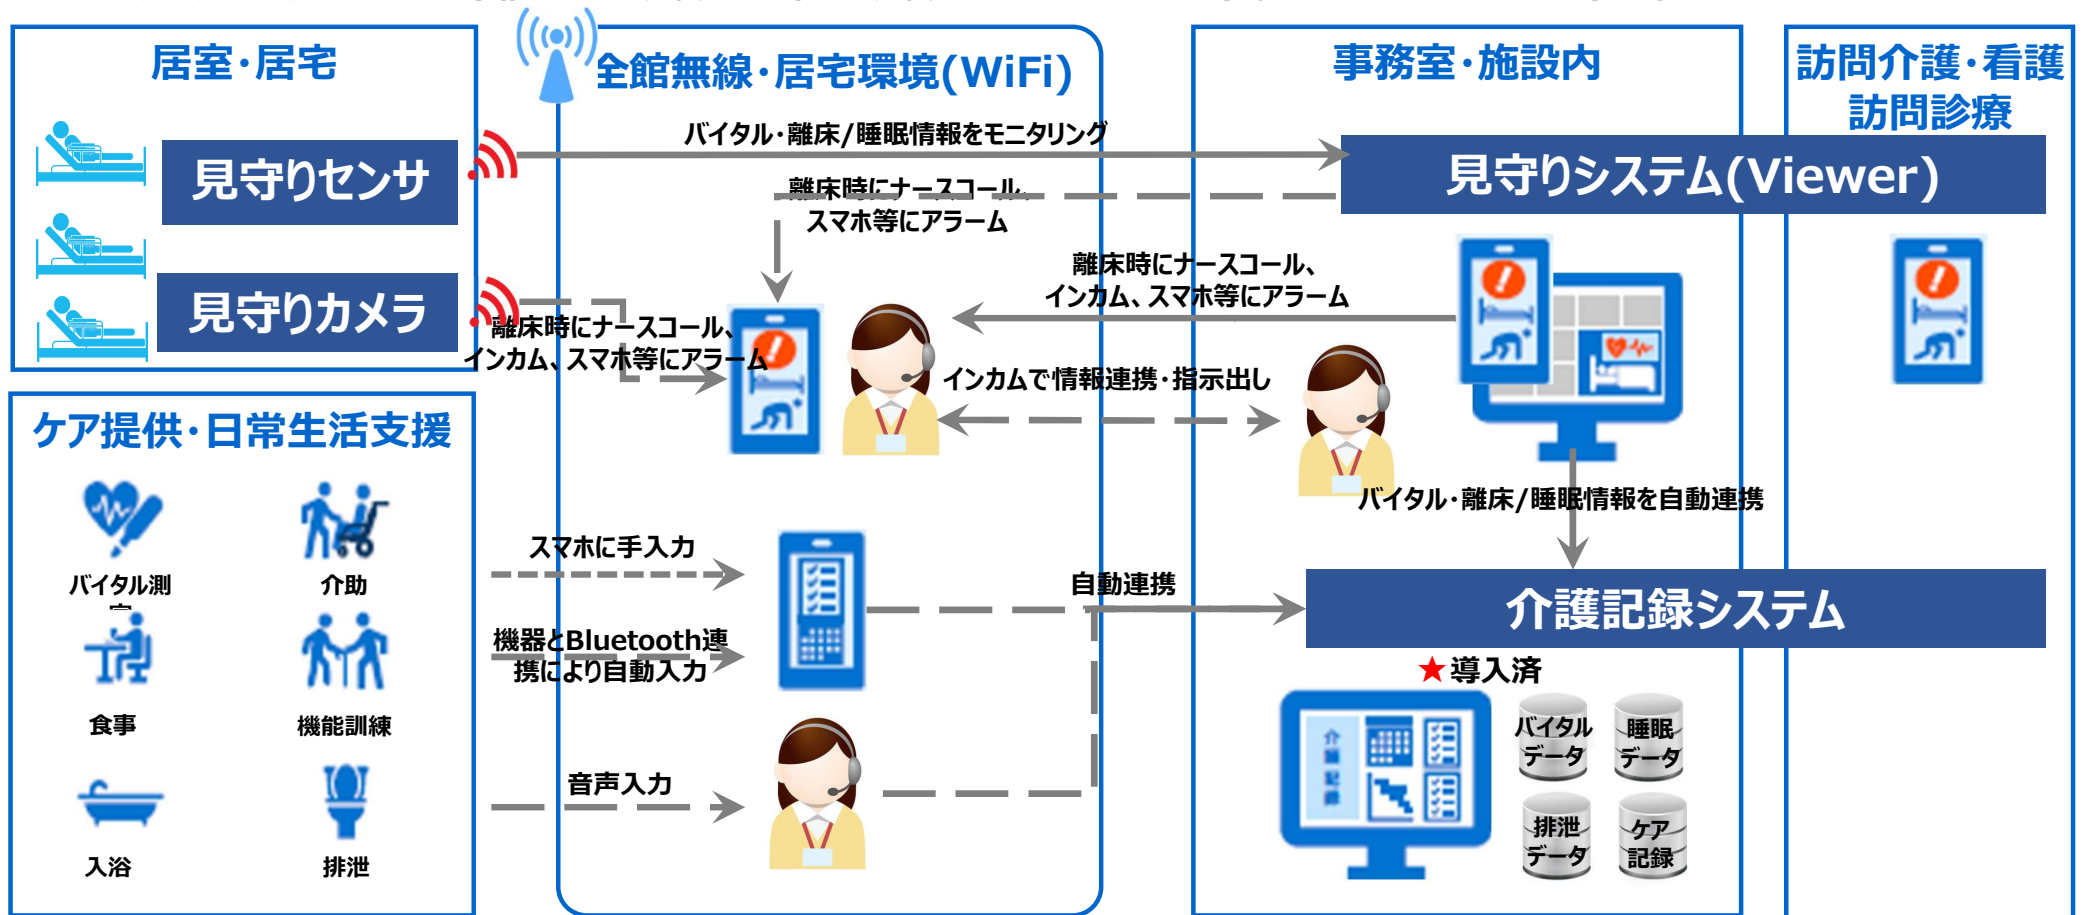 居室・居宅
全館無線・居宅環境(WiFi)
事務室・施設内
訪問介護・看護
訪問診療
見守りセンサ
見守りカメラ
バイタル・離床/睡眠情報をモニタリング
見守りシステム(Viewer)
離床時にナースコール、
スマホ等にアラーム
離床時にナースコール、
インカム、スマホ等にアラーム
離床時にナースコール、
インカム、スマホ等にアラーム
インカムで情報連携・指示出し
バイタル・離床/睡眠情報を自動連携
ケア提供・日常生活支援
バイタル測
介助
食事
機能訓練
入浴
排泄
スマホに手入力
機器とBluetooth連
携により自動入力
音声入力
自動連携
介護記録システム
★導入済
介護記録
バイタル
データ
睡眠
データ
排泄
データ
ケア
記録